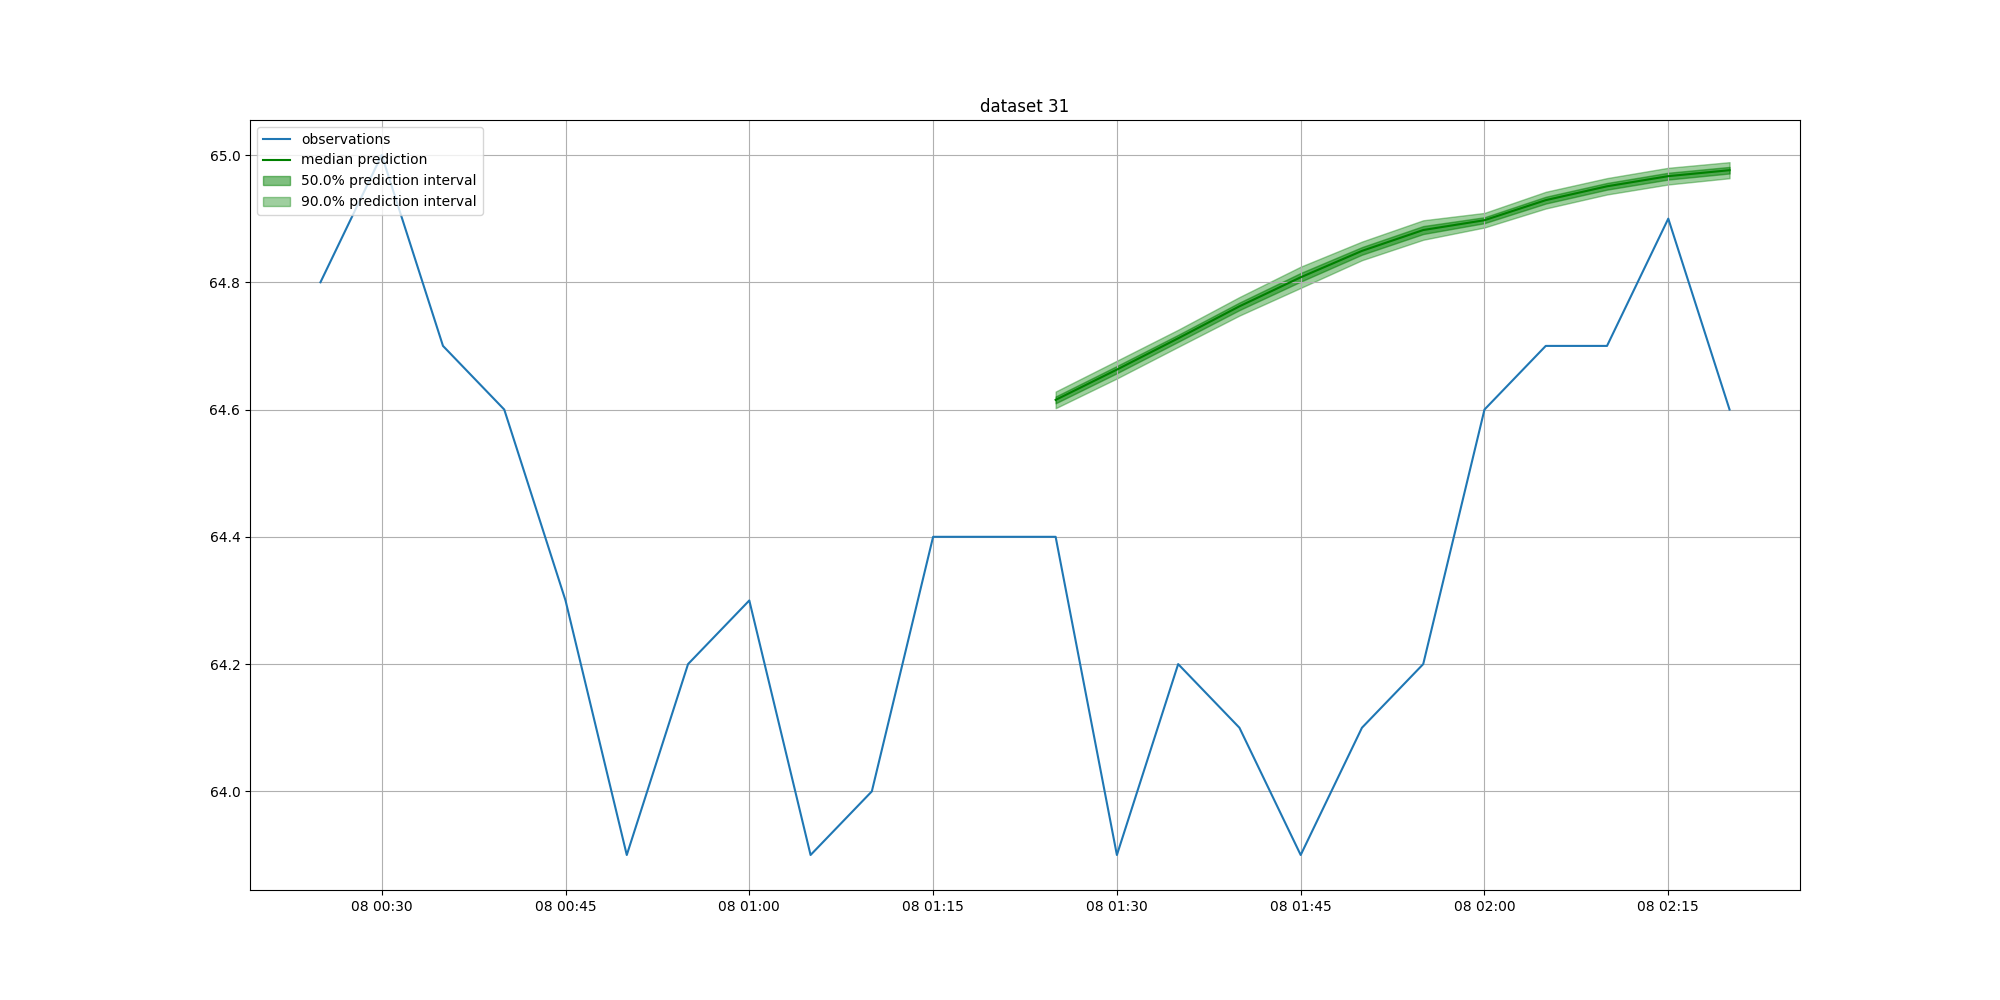 dataset 31
observations
median prediction
50.0% prediction interval
90.0% prediction interval
65.0
64.8
64.6
64.4
64.2
64.0
08 00:30
08 00:45
08 01:00
08 01:15
08 01:30
08 01:45
08 02:00
08 02:15